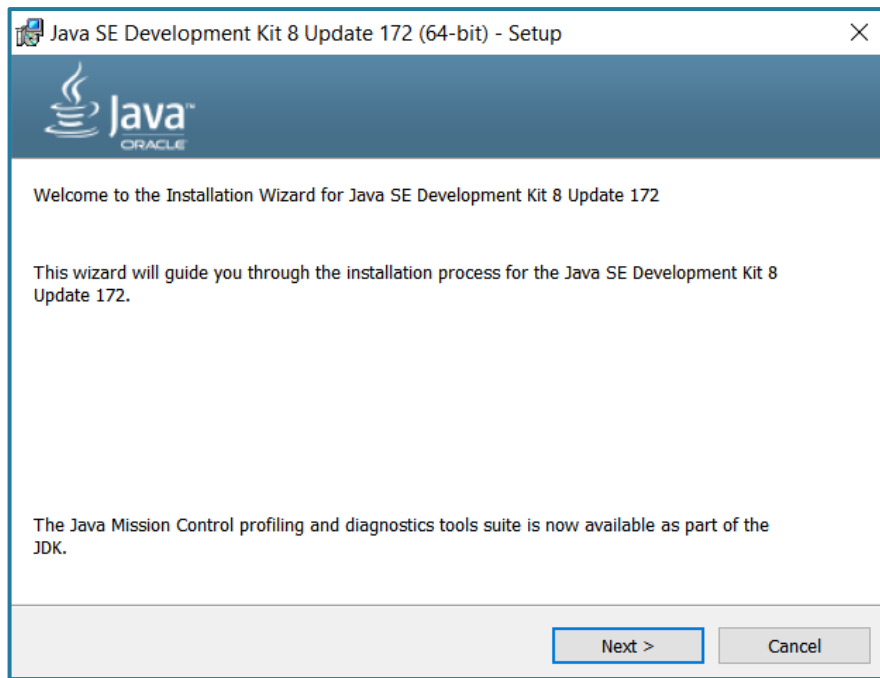 Java SE Development Kit 8 Update 172 (64-bit) - Setup
Java™
ORACLE
Welcome to the Installation Wizard for Java SE Development Kit 8 Update 172
This wizard will guide you through the installation process for the Java SE Development Kit 8
Update 172.
The Java Mission Control profiling and diagnostics tools suite is now available as part of the
JDK.
Next >
Cancel